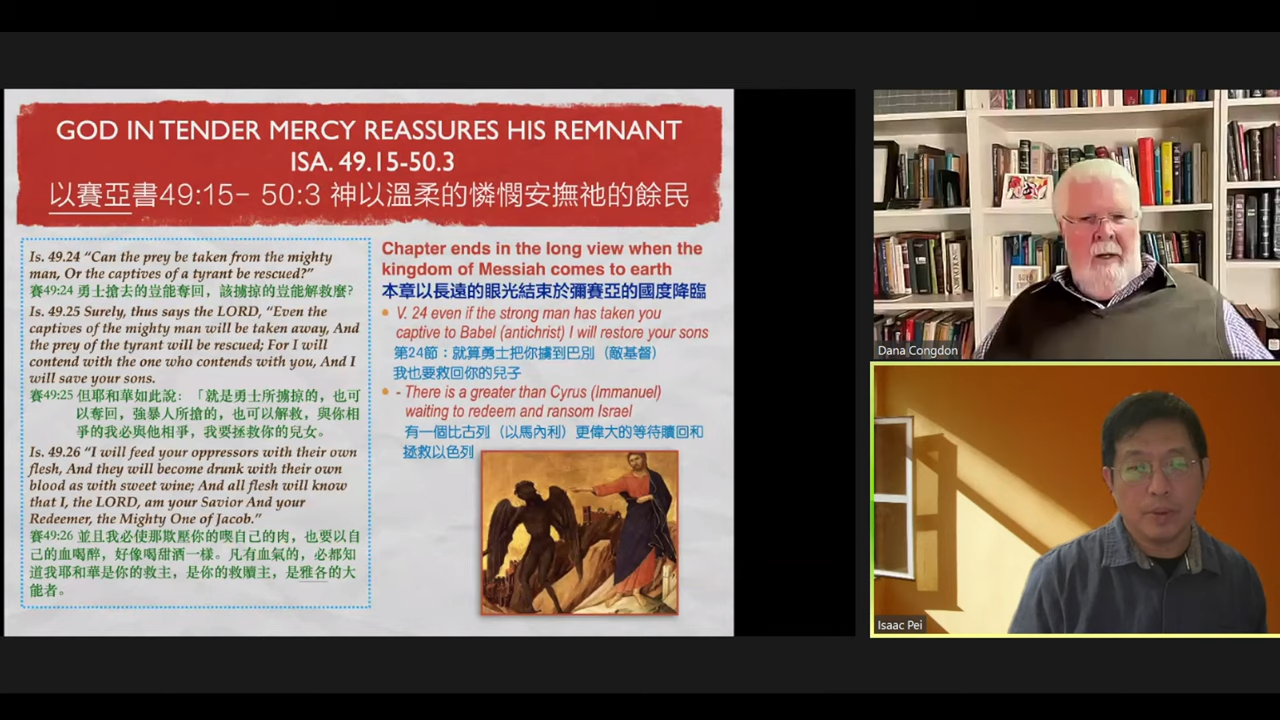 GOD IN TENDER MERCY REASSURES HIS REMNANT
ISA. 49.15-50.3
以賽亞書49:15– 50:3 神以溫柔的憐憫安撫祂的餘民
Is. 49.24 “Can the prey be taken from the mighty
man, Or the captives of a tyrant be rescued?”
賽49:24 勇士搶去的豈能奪回，該擄掠的豈能解救麼?
Is. 49.25 Surely, thus says the LORD, “Even the
captives of the mighty man will be taken away, And
the prey of the tyrant will be rescued; For I will
contend with the one who contends with you, And I
will save your sons.
賽49:25 但耶和華如此說：「就是勇士所擄掠的，也可
以奪回，強暴人所搶的，也可以解救，與你相
爭的我必與他相爭，我要拯救你的兒女。
Is. 49.26 “I will feed your oppressors with their own
flesh, And they will become drunk with their own
blood as with sweet wine; And all flesh will know
that I, the LORD, am your Savior And your
Redeemer, the Mighty One of Jacob.”
賽49:26 並且我必使那欺壓你的喫自己的肉，也要以自
己的血喝醉，好像喝甜酒一樣。凡有血氣的，必都知
道我耶和華是你的救主，是你的救贖主，是雅各的大
能者。
Chapter ends in the long view when the
kingdom of Messiah comes to earth
本章以長遠的眼光結束於彌賽亞的國度降臨
• V. 24 even if the strong man has taken you
captive to Babel (antichrist) I will restore your sons
第24節：就算勇士把你擄到巴別（敵基督）
我也要救回你的兒子
• - There is a greater than Cyrus (Immanuel)
waiting to redeem and ransom Israel
有一個比古列（以馬內利）更偉大的等待贖回和
拯救以色列
Dana Congdon
Isaac Pei